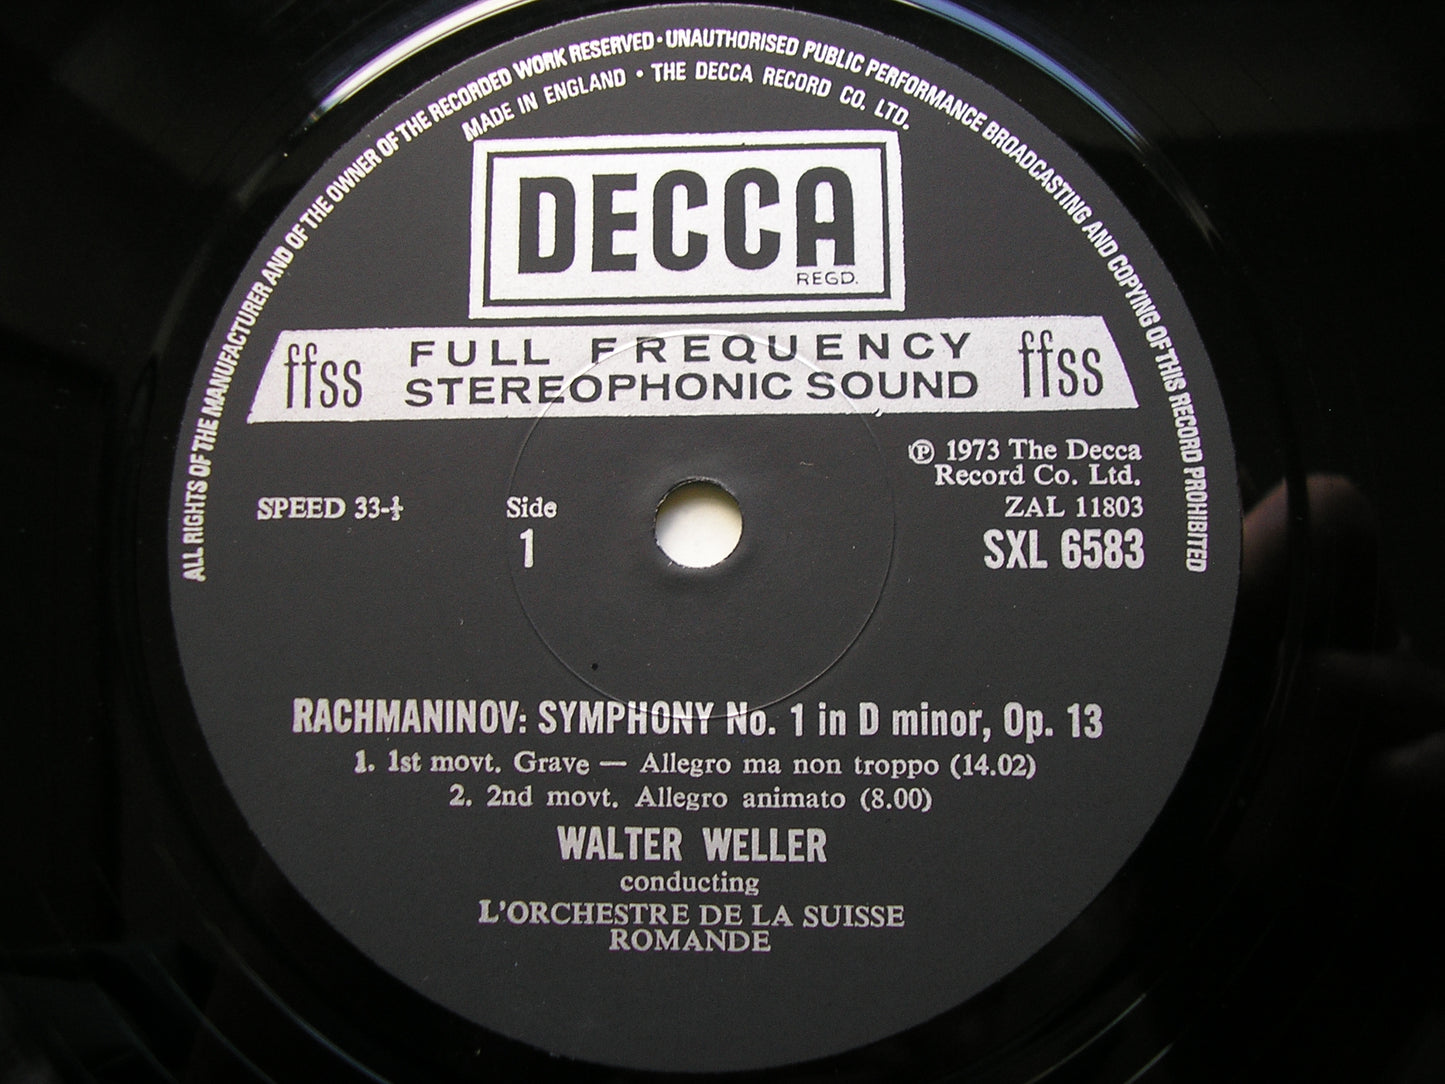 ALL RIGHTS OF THE MANUFACTURER AND OF THE OWNER OF THE RECORDED WORK RESERVED · UNAUTHORISED PUBLIC PERFORMANCE BROADCASTING AND COPYING OF THIS RECORD PROHIBITED
MADE IN ENGLAND · THE DECCA RECORD CO. LTD.
DECCA
REGD.
ffss FULL FREQUENCY ffss
STEREOPHONIC SOUND
Ⓟ 1973 The Decca
Record Co. Ltd.
SPEED 33-⅓ Side ZAL 11803
1 SXL 6583
RACHMANINOV: SYMPHONY No. 1 in D minor, Op. 13
1. 1st movt. Grave — Allegro ma non troppo (14.02)
2. 2nd movt. Allegro animato (8.00)
WALTER WELLER
conducting
L'ORCHESTRE DE LA SUISSE
ROMANDE